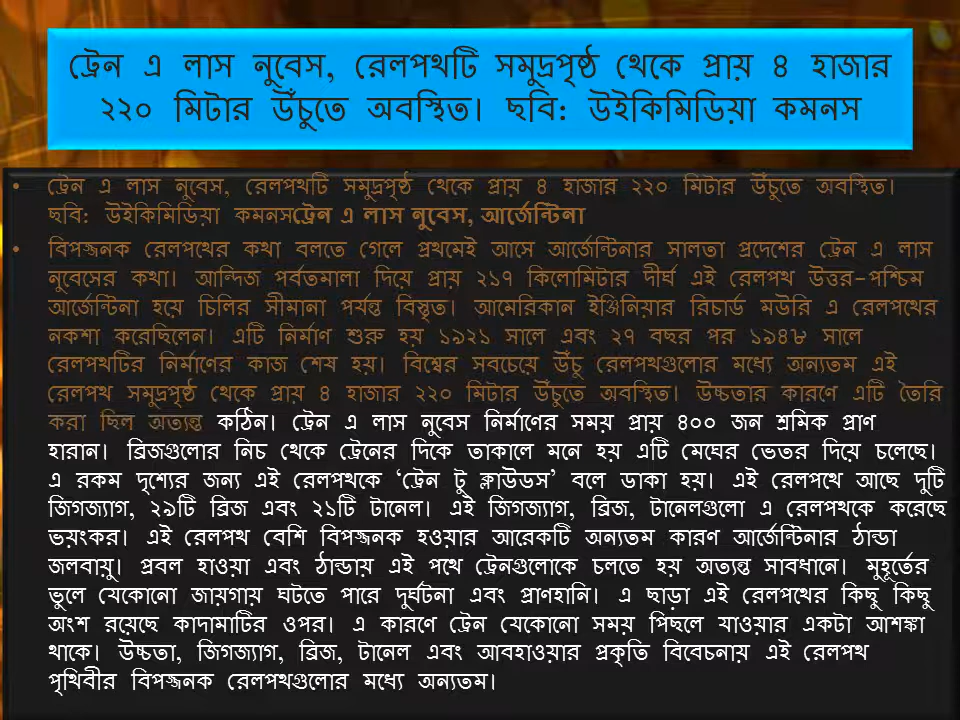 ট্রেন এ লাস নুবেস, রেলপথটি সমুদ্রপৃষ্ঠ থেকে প্রায় ৪ হাজার
২২০ মিটার উঁচুতে অবস্থিত। ছবি: উইকিমিডিয়া কমনস
• ট্রেন এ লাস নুবেস, রেলপথটি সমুদ্রপৃষ্ঠ থেকে প্রায় ৪ হাজার ২২০ মিটার উঁচুতে অবস্থিত।
ছবি: উইকিমিডিয়া কমনসট্রেন এ লাস নুবেস, আর্জেন্টিনা
• বিপজ্জনক রেলপথের কথা বলতে গেলে প্রথমেই আসে আর্জেন্টিনার সালতা প্রদেশের ট্রেন এ লাস
নুবেসের কথা। আন্দিজ পর্বতমালা দিয়ে প্রায় ২১৭ কিলোমিটার দীর্ঘ এই রেলপথ উত্তর-পশ্চিম
আর্জেন্টিনা হয়ে চিলির সীমানা পর্যন্ত বিস্তৃত। আমেরিকান ইঞ্জিনিয়ার রিচার্ড মউরি এ রেলপথের
নকশা করেছিলেন। এটি নির্মাণ শুরু হয় ১৯২১ সালে এবং ২৭ বছর পর ১৯৪৮ সালে
রেলপথটির নির্মাণের কাজ শেষ হয়। বিশ্বের সবচেয়ে উঁচু রেলপথগুলোর মধ্যে অন্যতম এই
রেলপথ সমুদ্রপৃষ্ঠ থেকে প্রায় ৪ হাজার ২২০ মিটার উঁচুতে অবস্থিত। উচ্চতার কারণে এটি তৈরি
করা ছিল অত্যন্ত কঠিন। ট্রেন এ লাস নুবেস নির্মাণের সময় প্রায় ৪০০ জন শ্রমিক প্রাণ
হারান। ব্রিজগুলোর নিচ থেকে ট্রেনের দিকে তাকালে মনে হয় এটি মেঘের ভেতর দিয়ে চলেছে।
এ রকম দৃশ্যের জন্য এই রেলপথকে ‘ট্রেন টু ক্লাউডস’ বলে ডাকা হয়। এই রেলপথে আছে দুটি
জিগজ্যাগ, ২৯টি ব্রিজ এবং ২১টি টানেল। এই জিগজ্যাগ, ব্রিজ, টানেলগুলো এ রেলপথকে করেছে
ভয়ংকর। এই রেলপথ বেশি বিপজ্জনক হওয়ার আরেকটি অন্যতম কারণ আর্জেন্টিনার ঠান্ডা
জলবায়ু। প্রবল হাওয়া এবং ঠান্ডায় এই পথে ট্রেনগুলোকে চলতে হয় অত্যন্ত সাবধানে। মুহূর্তের
ভুলে যেকোনো জায়গায় ঘটতে পারে দুর্ঘটনা এবং প্রাণহানি। এ ছাড়া এই রেলপথের কিছু কিছু
অংশ রয়েছে কাদামাটির ওপর। এ কারণে ট্রেন যেকোনো সময় পিছলে যাওয়ার একটা আশঙ্কা
থাকে। উচ্চতা, জিগজ্যাগ, ব্রিজ, টানেল এবং আবহাওয়ার প্রকৃতি বিবেচনায় এই রেলপথ
পৃথিবীর বিপজ্জনক রেলপথগুলোর মধ্যে অন্যতম।